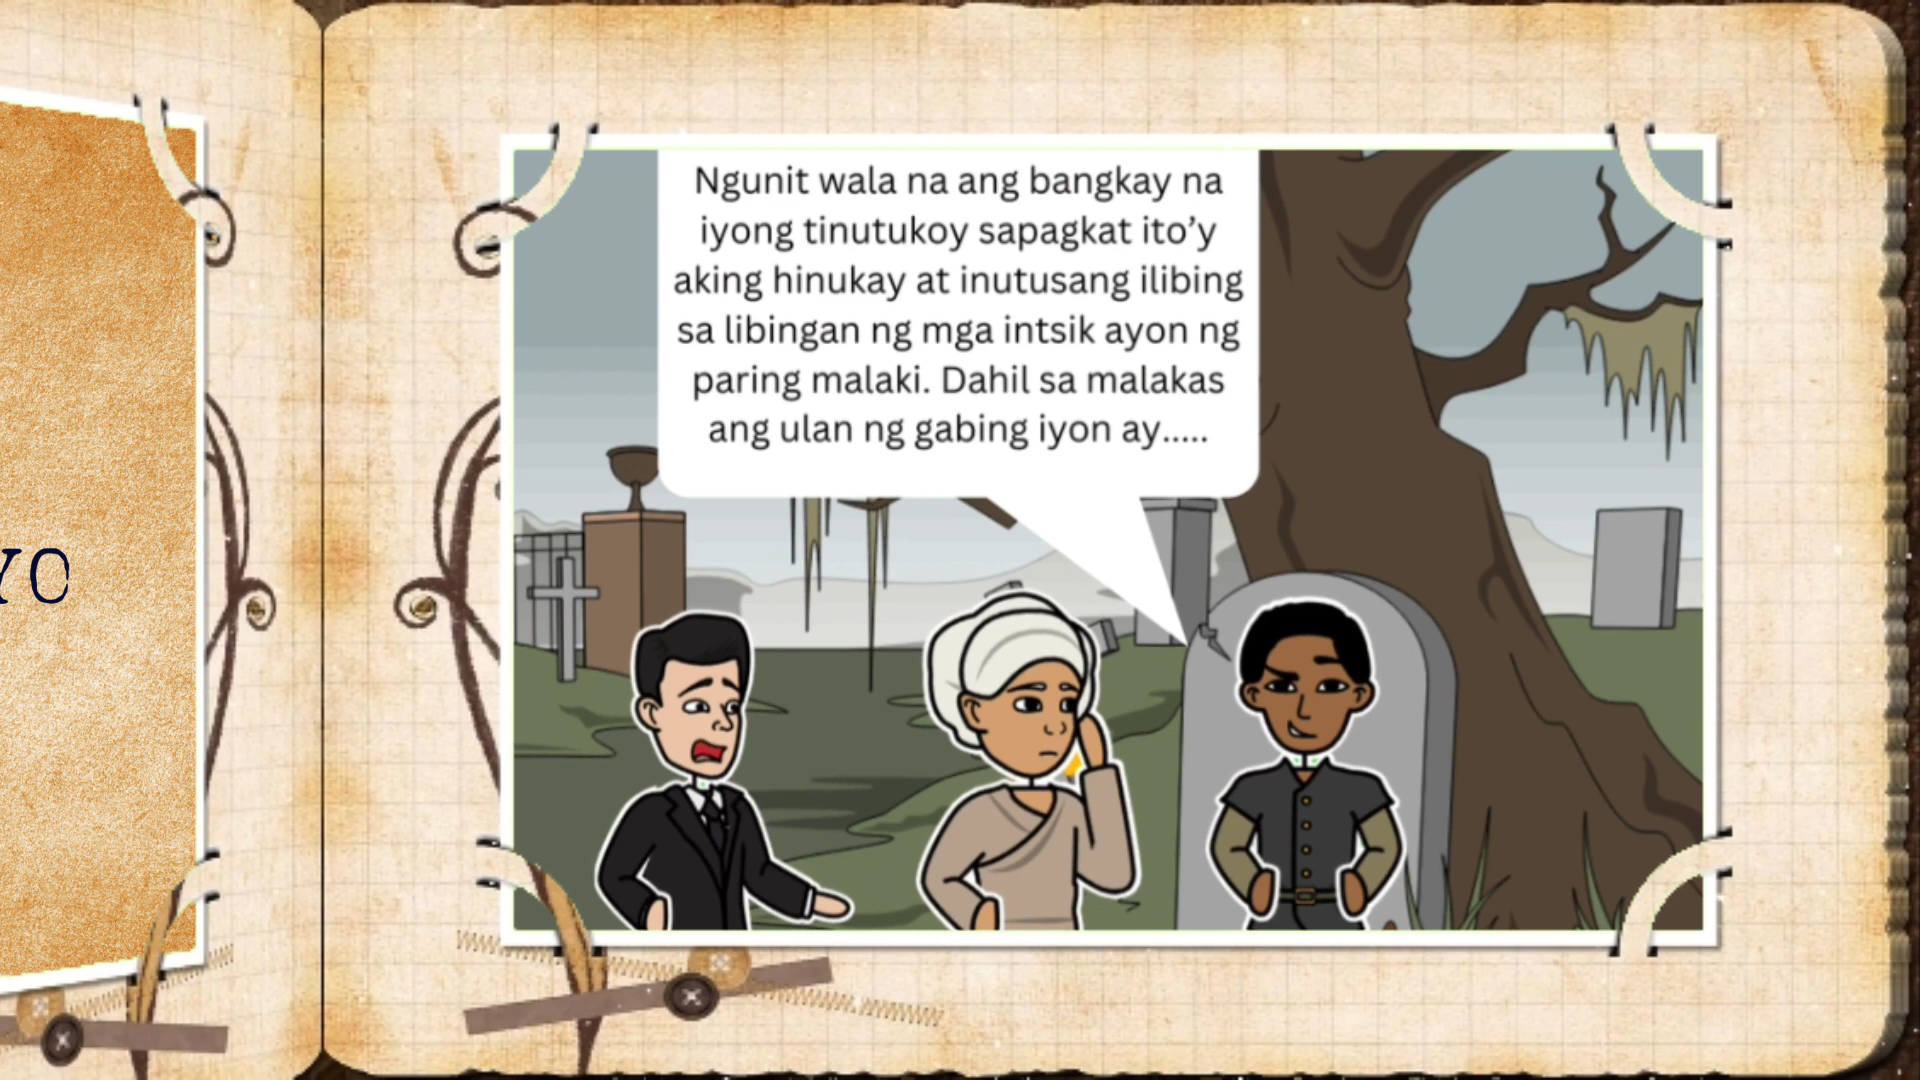 YO
Ngunit wala na ang bangkay na
iyong tinutukoy sapagkat ito’y
aking hinukay at inutusang ilibing
sa libingan ng mga intsik ayon ng
paring malaki. Dahil sa malakas
ang ulan ng gabing iyon ay.....